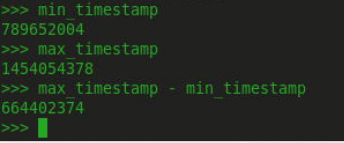 >>> min_timestamp
789652004
>>> max_timestamp
1454054378
>>> max_timestamp - min_timestamp
664402374
>>>